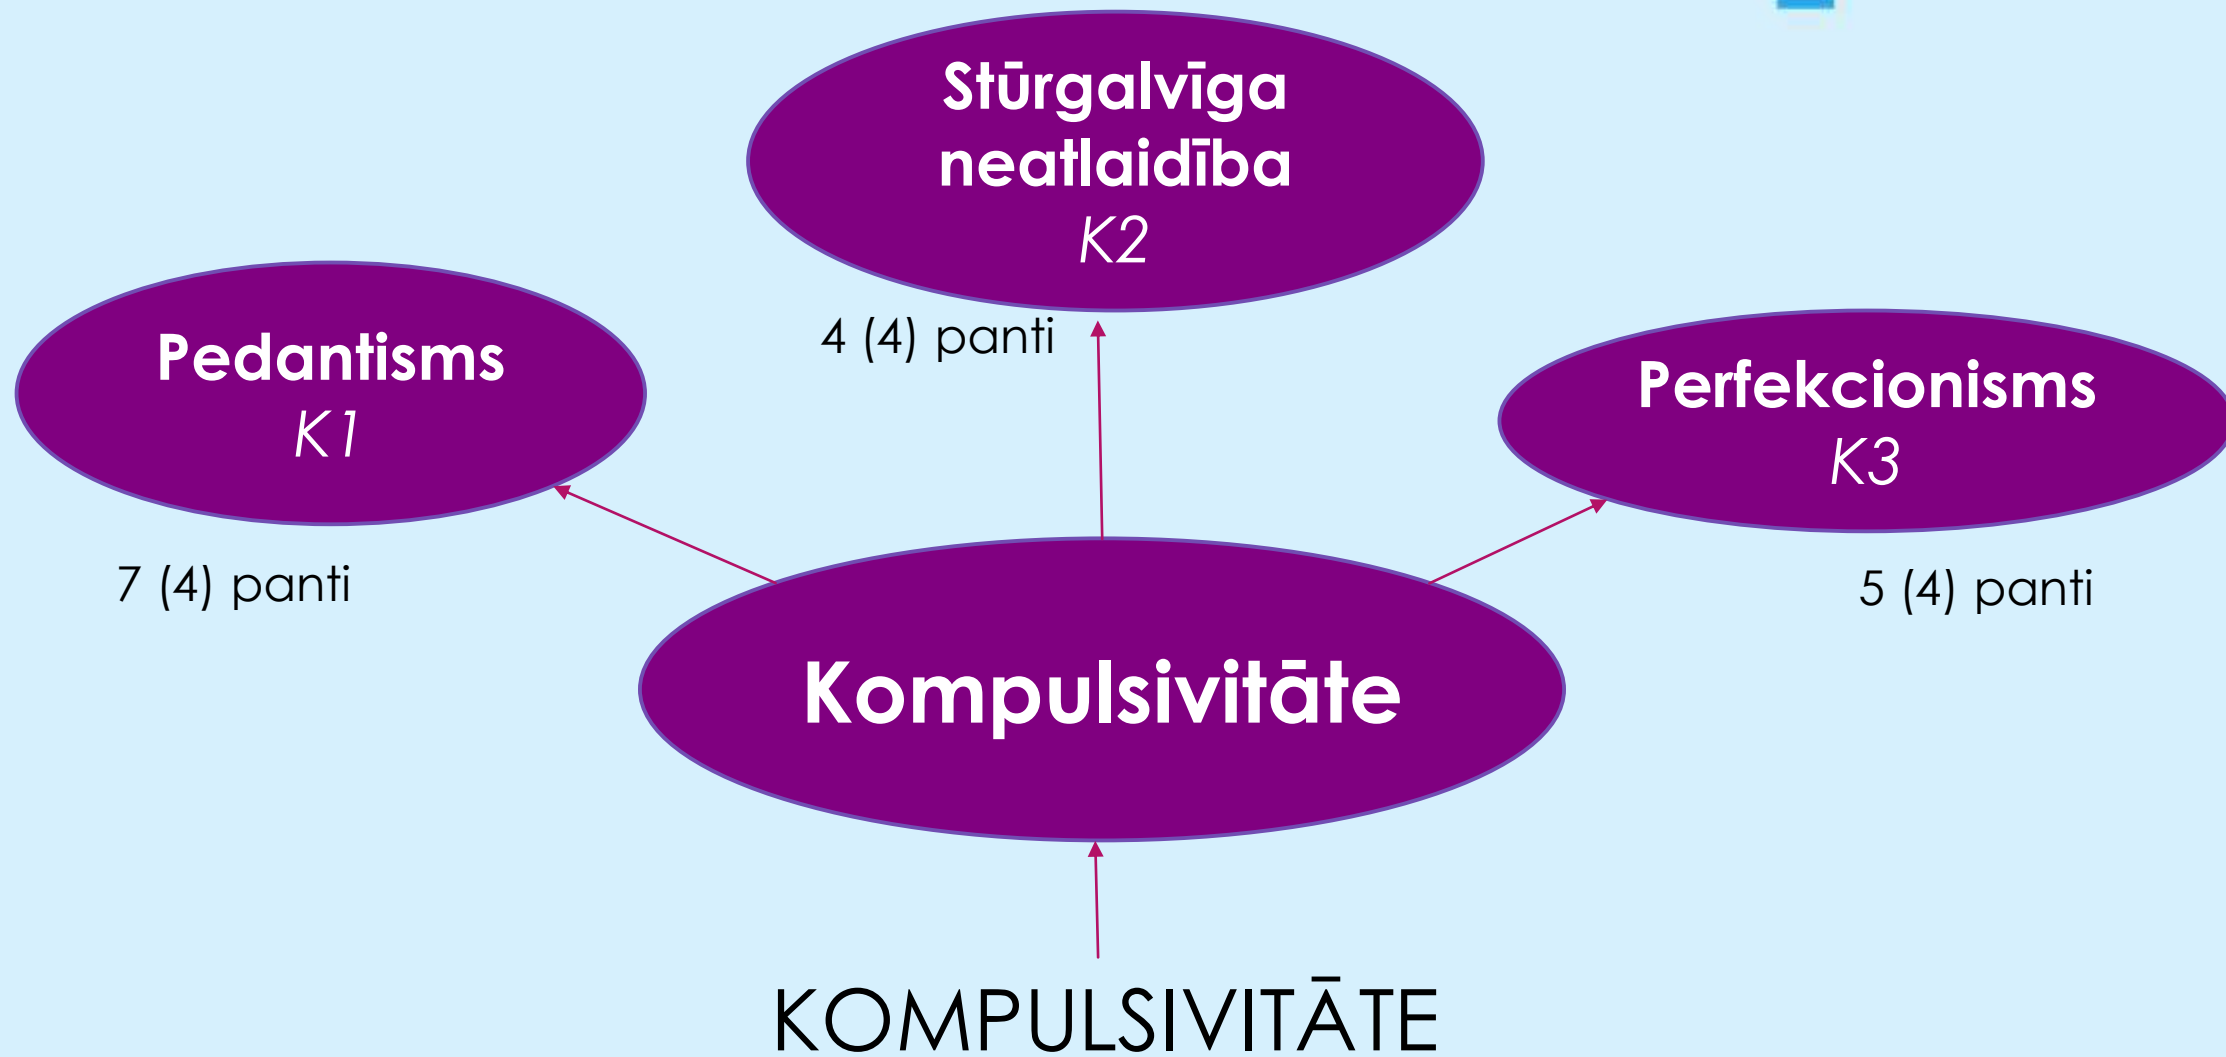 Stūrgalvīga
neatlaidība
K2
4 (4) panti
Pedantisms
K1
7 (4) panti
Perfekcionisms
K3
5 (4) panti
Kompulsivitāte
KOMPULSIVITĀTE